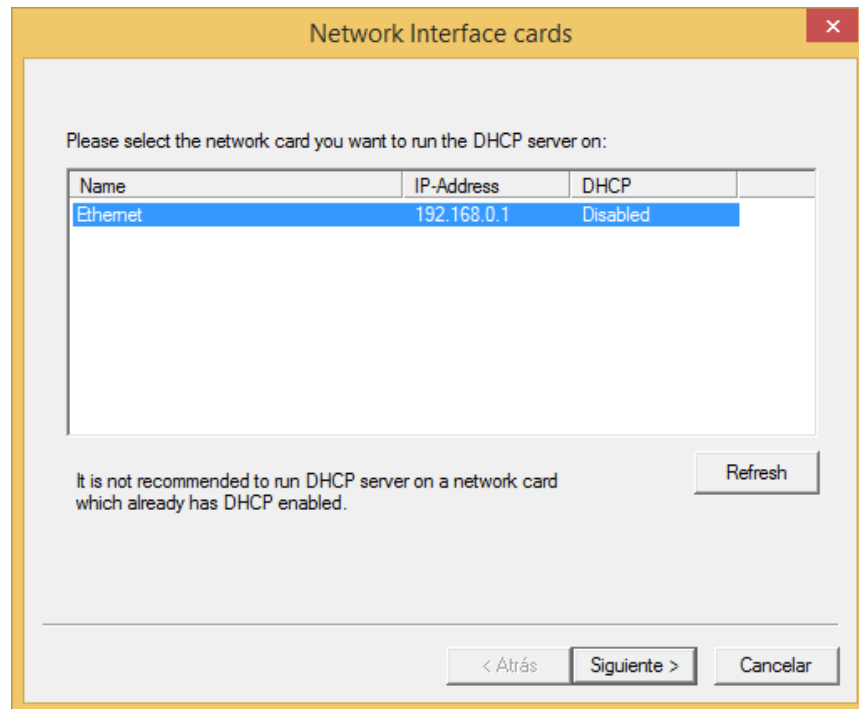 Network Interface cards
Please select the network card you want to run the DHCP server on:
Name IP-Address DHCP
Ethernet 192.168.0.1 Disabled
It is not recommended to run DHCP server on a network card
which already has DHCP enabled.
Refresh
< Atrás Siguiente > Cancelar